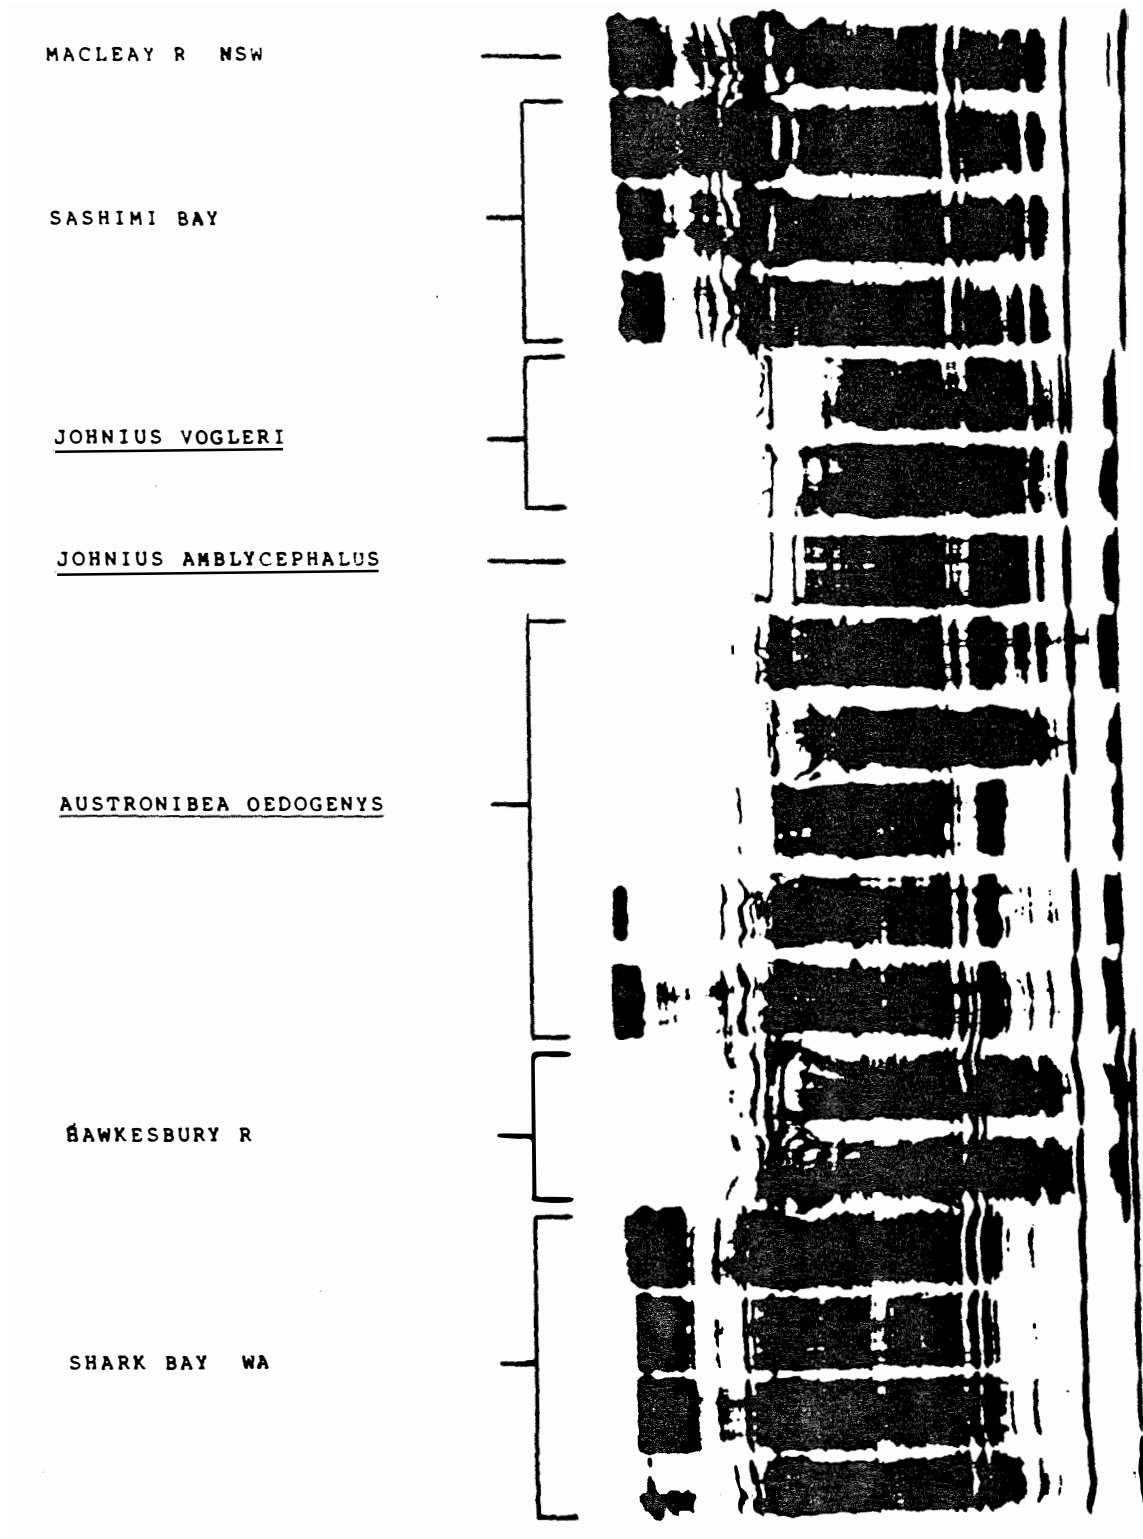 MACLEAY R NSW
SASHIMI BAY
JOHNIUS VOGLERI
JOHNIUS AMBLYCEPHALUS
AUSTRONIBEA OEDOGENYS
HAWKESBURY R
SHARK BAY WA